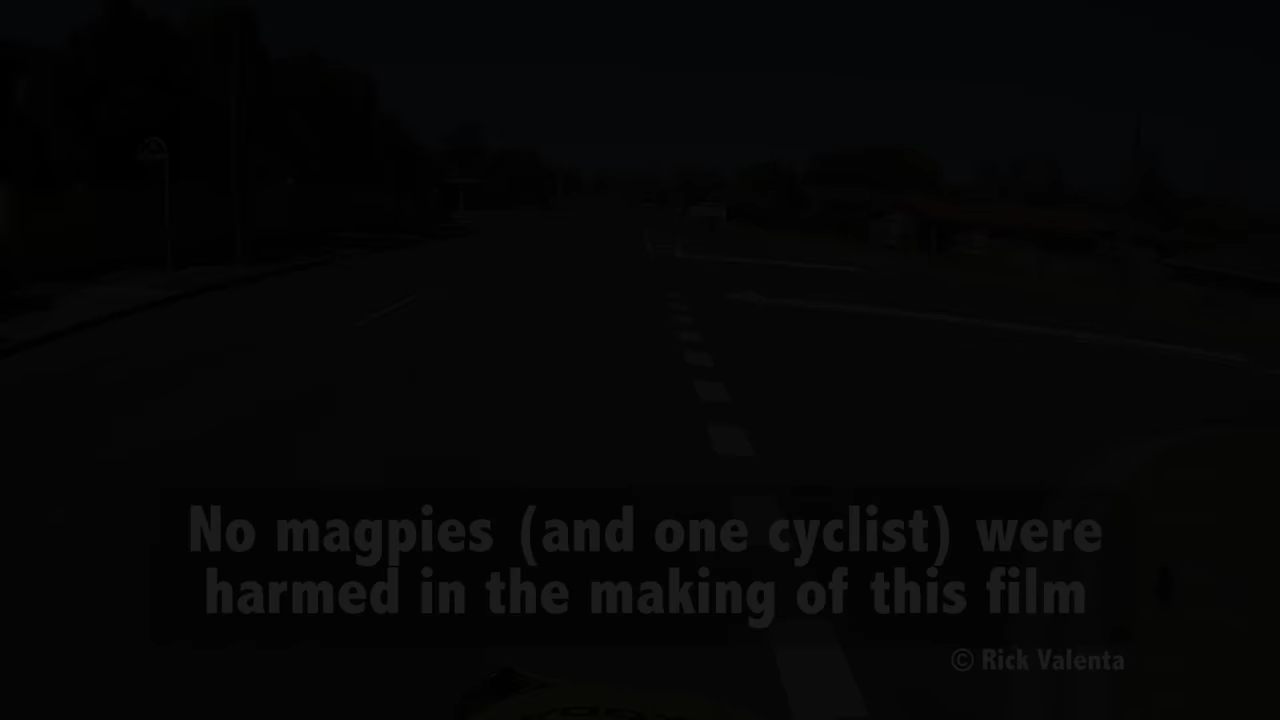 No magpies (and one cyclist) were
harmed in the making of this film
© Rick Valenta